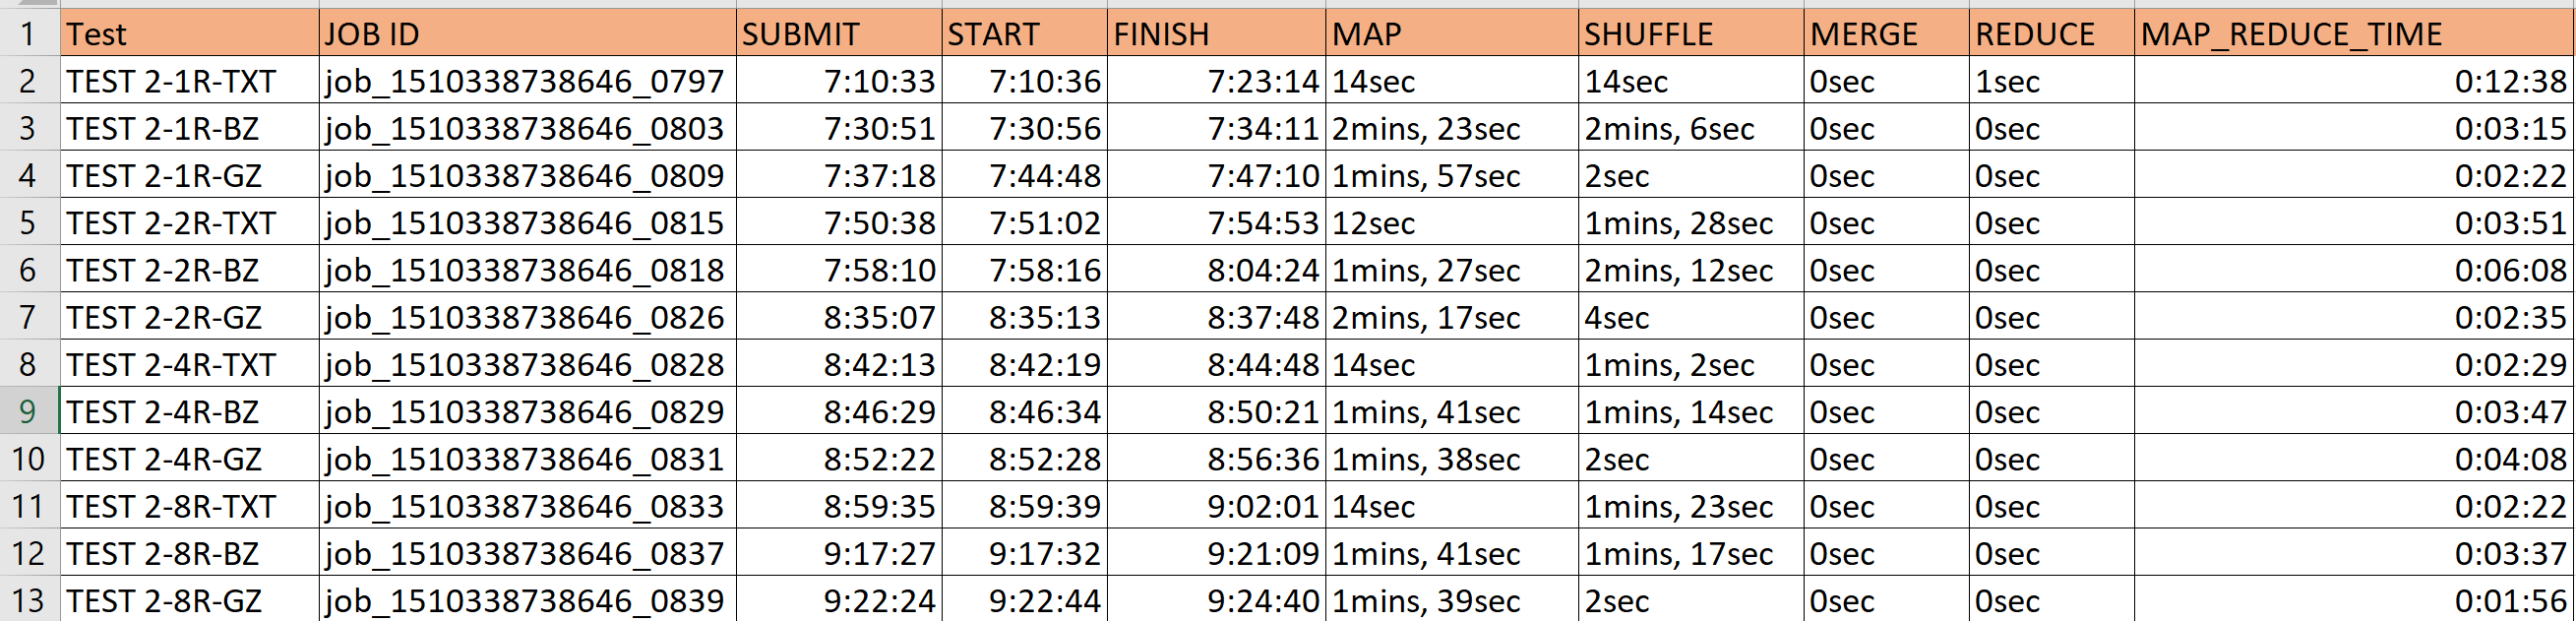 1 Test JOB ID SUBMIT START FINISH MAP SHUFFLE MERGE REDUCE MAP_REDUCE_TIME
2 TEST 2-1R-TXT job_1510338738646_0797 7:10:33 7:10:36 7:23:14 14sec 14sec 0sec 1sec 0:12:38
3 TEST 2-1R-BZ job_1510338738646_0803 7:30:51 7:30:56 7:34:11 2mins, 23sec 2mins, 6sec 0sec 0sec 0:03:15
4 TEST 2-1R-GZ job_1510338738646_0809 7:37:18 7:44:48 7:47:10 1mins, 57sec 2sec 0sec 0sec 0:02:22
5 TEST 2-2R-TXT job_1510338738646_0815 7:50:38 7:51:02 7:54:53 12sec 1mins, 28sec 0sec 0sec 0:03:51
6 TEST 2-2R-BZ job_1510338738646_0818 7:58:10 7:58:16 8:04:24 1mins, 27sec 2mins, 12sec 0sec 0sec 0:06:08
7 TEST 2-2R-GZ job_1510338738646_0826 8:35:07 8:35:13 8:37:48 2mins, 17sec 4sec 0sec 0sec 0:02:35
8 TEST 2-4R-TXT job_1510338738646_0828 8:42:13 8:42:19 8:44:48 14sec 1mins, 2sec 0sec 0sec 0:02:29
9 TEST 2-4R-BZ job_1510338738646_0829 8:46:29 8:46:34 8:50:21 1mins, 41sec 1mins, 14sec 0sec 0sec 0:03:47
10 TEST 2-4R-GZ job_1510338738646_0831 8:52:22 8:52:28 8:56:36 1mins, 38sec 2sec 0sec 0sec 0:04:08
11 TEST 2-8R-TXT job_1510338738646_0833 8:59:35 8:59:39 9:02:01 14sec 1mins, 23sec 0sec 0sec 0:02:22
12 TEST 2-8R-BZ job_1510338738646_0837 9:17:27 9:17:32 9:21:09 1mins, 41sec 1mins, 17sec 0sec 0sec 0:03:37
13 TEST 2-8R-GZ job_1510338738646_0839 9:22:24 9:22:44 9:24:40 1mins, 39sec 2sec 0sec 0sec 0:01:56